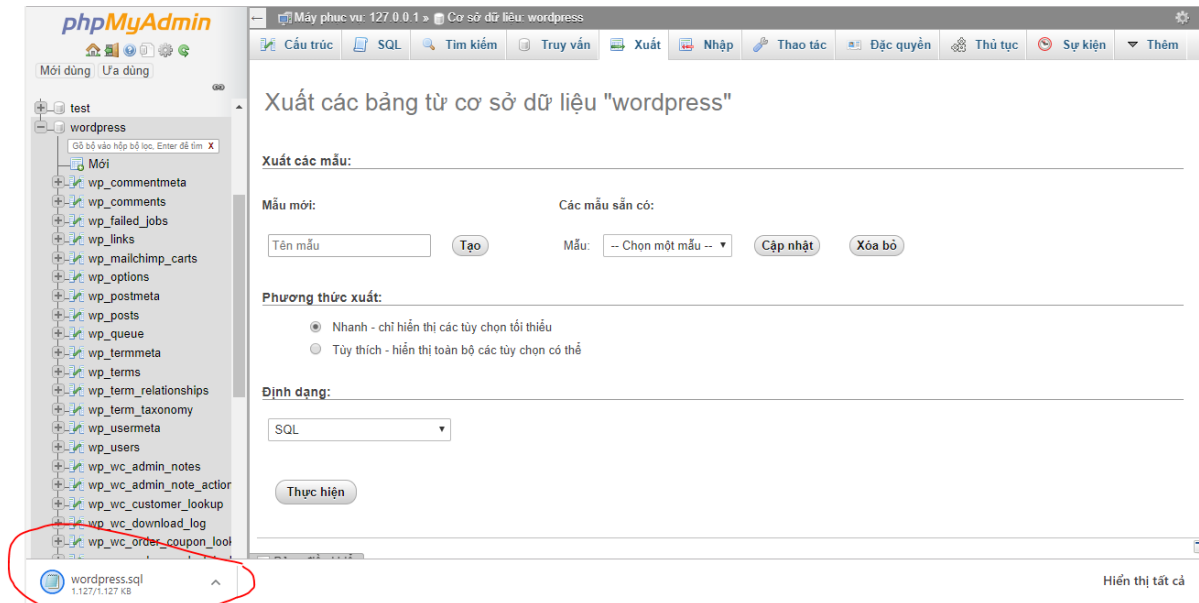 phpMyAdmin
Mới dùng Ưa dùng
test
wordpress
Gõ bộ vào hộp bộ lọc, Enter để tìm X
Mới
wp_commentmeta
wp_comments
wp_failed_jobs
wp_links
wp_mailchimp_carts
wp_options
wp_postmeta
wp_posts
wp_queue
wp_termmeta
wp_terms
wp_term_relationships
wp_term_taxonomy
wp_usermeta
wp_users
wp_wc_admin_notes
wp_wc_admin_note_action
wp_wc_customer_lookup
wp_wc_download_log
wp_wc_order_coupon_look
Máy phục vụ: 127.0.0.1 » Cơ sở dữ liệu: wordpress
Cấu trúc SQL Tìm kiếm Truy vấn Xuất Nhập Thao tác Đặc quyền Thủ tục Sự kiện Thêm
Xuất các bảng từ cơ sở dữ liệu "wordpress"
Xuất các mẫu:
Mẫu mới: Các mẫu sẵn có:
Tên mẫu Tạo Mẫu: -- Chọn một mẫu -- Cập nhật Xóa bỏ
Phương thức xuất:
Nhanh - chỉ hiển thị các tùy chọn tối thiểu
Tùy thích - hiển thị toàn bộ các tùy chọn có thể
Định dạng:
SQL
Thực hiện
wordpress.sql
1.127/1.127 KB
Hiển thị tất cả